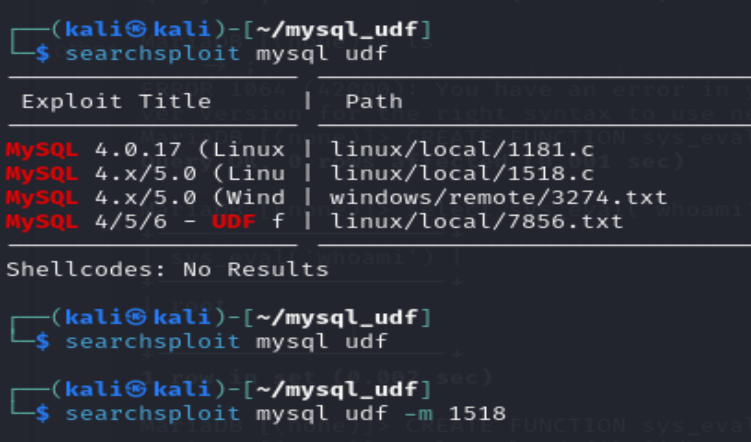 ┌──(kali㉿kali)-[~/mysql_udf]
└─$ searchsploit mysql udf
Exploit Title | Path
MySQL 4.0.17 (Linux | linux/local/1181.c
MySQL 4.x/5.0 (Linu | linux/local/1518.c
MySQL 4.x/5.0 (Wind | windows/remote/3274.txt
MySQL 4/5/6 - UDF f | linux/local/7856.txt
Shellcodes: No Results
┌──(kali㉿kali)-[~/mysql_udf]
└─$ searchsploit mysql udf
┌──(kali㉿kali)-[~/mysql_udf]
└─$ searchsploit mysql udf -m 1518